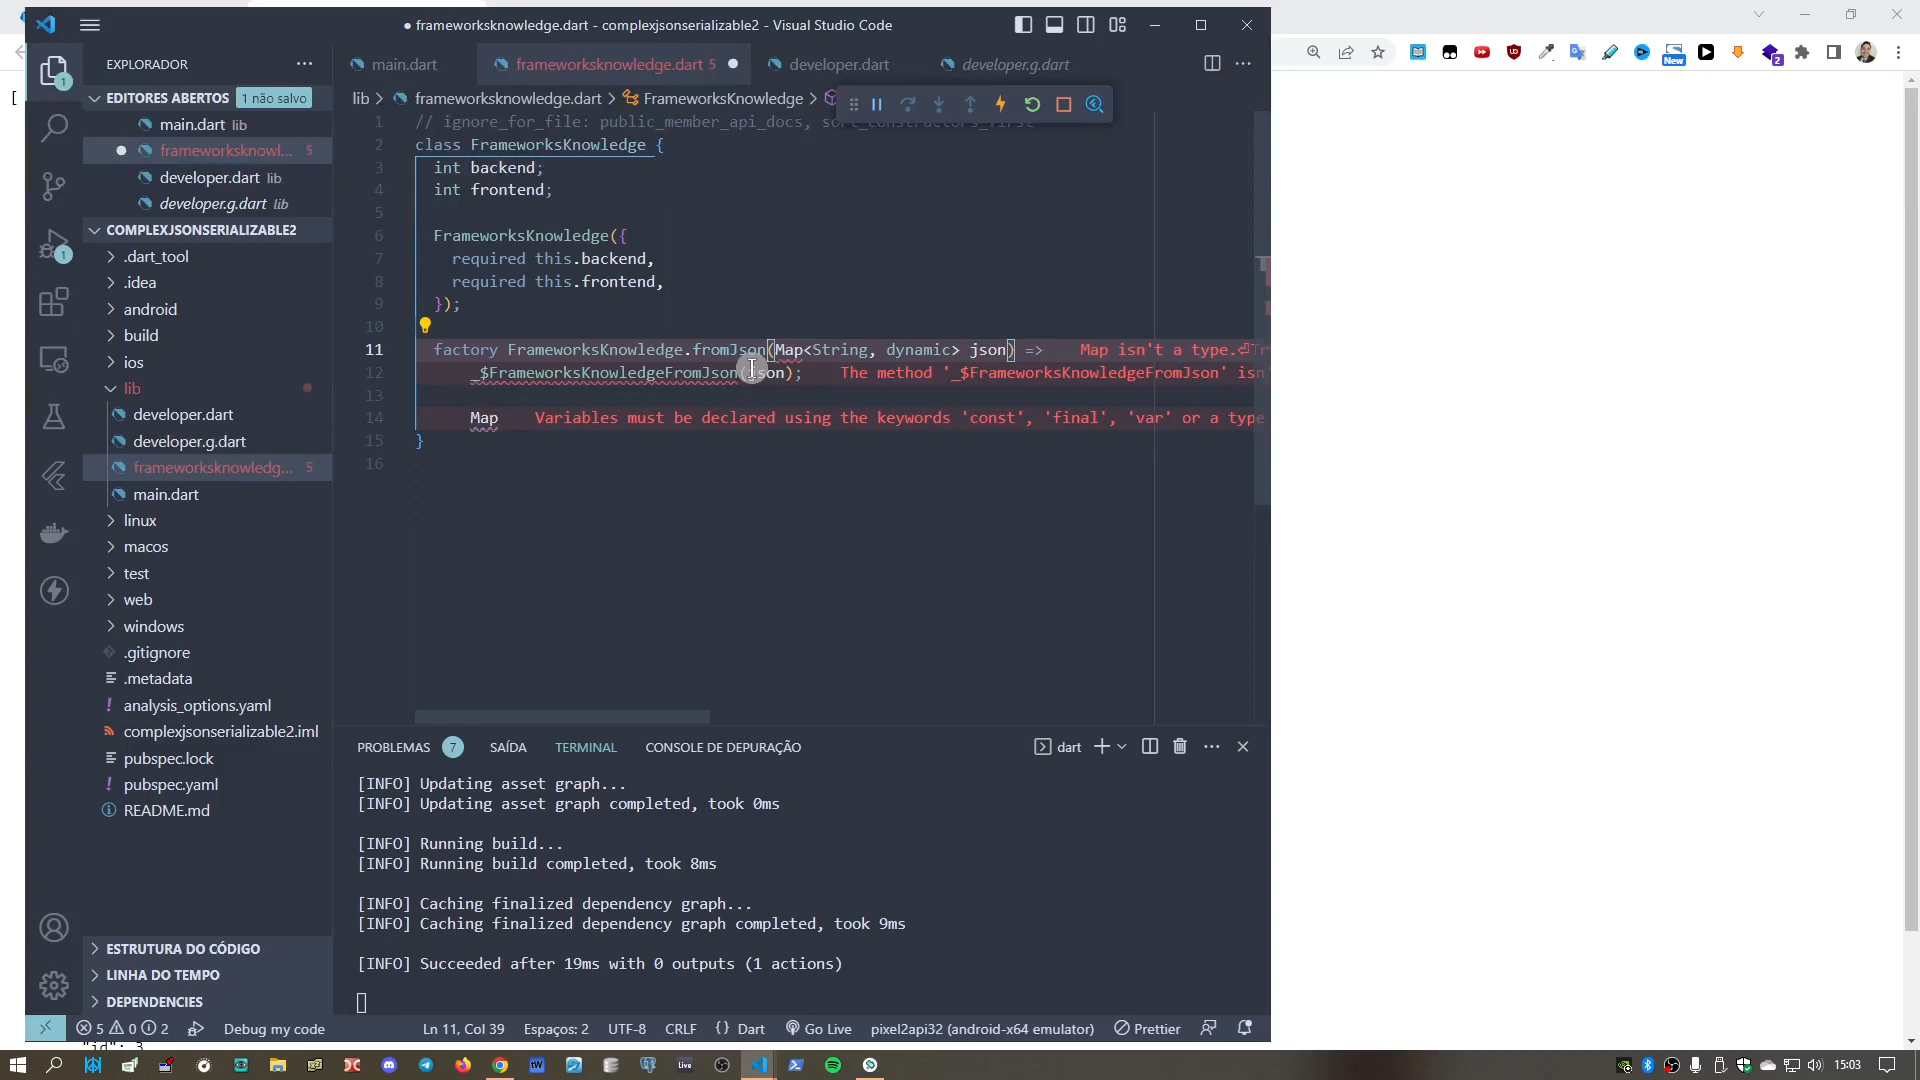 ● frameworksknowledge.dart - complexjsonserializable2 - Visual Studio Code
EXPLORADOR
main.dart
frameworksknowledge.dart 5
developer.dart
developer.g.dart
EDITORES ABERTOS
1 não salvo
main.dart lib
frameworksknowl... 5
developer.dart lib
developer.g.dart lib
COMPLEXJSONSERIALIZABLE2
.dart_tool
.idea
android
build
ios
lib
developer.dart
developer.g.dart
frameworksknowledg... 5
main.dart
linux
macos
test
web
windows
.gitignore
.metadata
analysis_options.yaml
complexjsonserializable2.iml
pubspec.lock
pubspec.yaml
README.md
ESTRUTURA DO CÓDIGO
LINHA DO TEMPO
DEPENDENCIES
lib > frameworksknowledge.dart > FrameworksKnowledge >
1 // ignore_for_file: public_member_api_docs, sort_constructors_first
2 class FrameworksKnowledge {
3 int backend;
4 int frontend;
5
6 FrameworksKnowledge({
7 required this.backend,
8 required this.frontend,
9 });
10
11 factory FrameworksKnowledge.fromJson(Map<String, dynamic> json) => Map isn't a type.⏎Tr
12 _$FrameworksKnowledgeFromJson(json); The method '_$FrameworksKnowledgeFromJson' isn'
13
14 Map Variables must be declared using the keywords 'const', 'final', 'var' or a type
15 }
16
PROBLEMAS 7
SAÍDA
TERMINAL
CONSOLE DE DEPURAÇÃO
dart
[INFO] Updating asset graph...
[INFO] Updating asset graph completed, took 0ms
[INFO] Running build...
[INFO] Running build completed, took 8ms
[INFO] Caching finalized dependency graph...
[INFO] Caching finalized dependency graph completed, took 9ms
[INFO] Succeeded after 19ms with 0 outputs (1 actions)
5 0 2
Debug my code
Ln 11, Col 39
Espaços: 2
UTF-8
CRLF
{ } Dart
Go Live
pixel2api32 (android-x64 emulator)
Prettier
[
New
2
"id": 3
Live
15:03